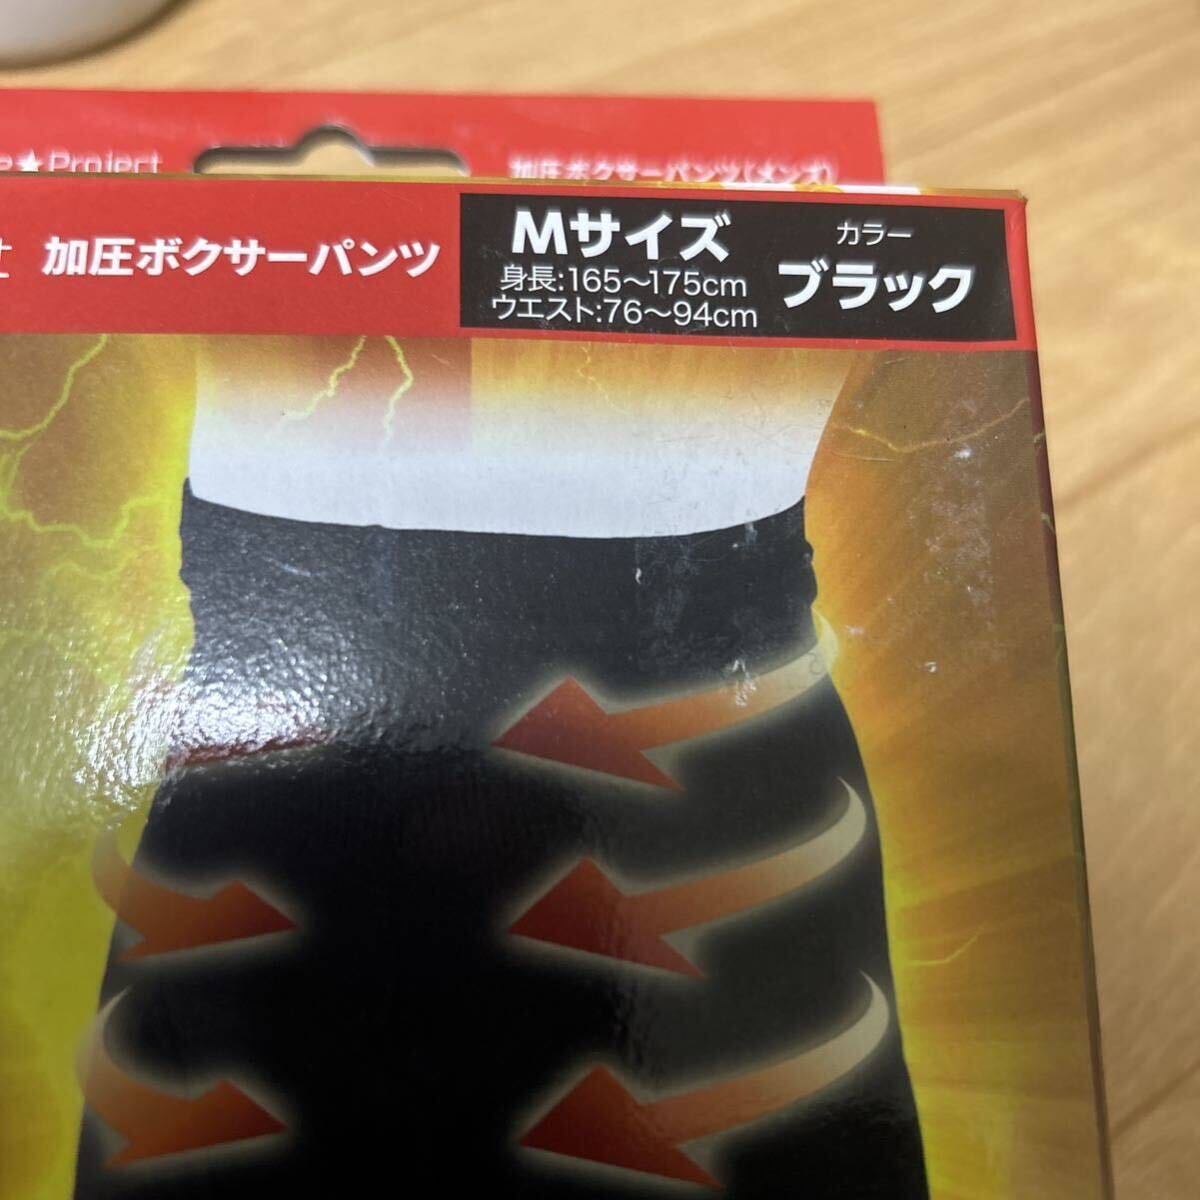 ★Project
加圧ボクサーパンツ(メンズ)
加圧ボクサーパンツ
Mサイズ
身長:165〜175cm
ウエスト:76〜94cm
カラー
ブラック